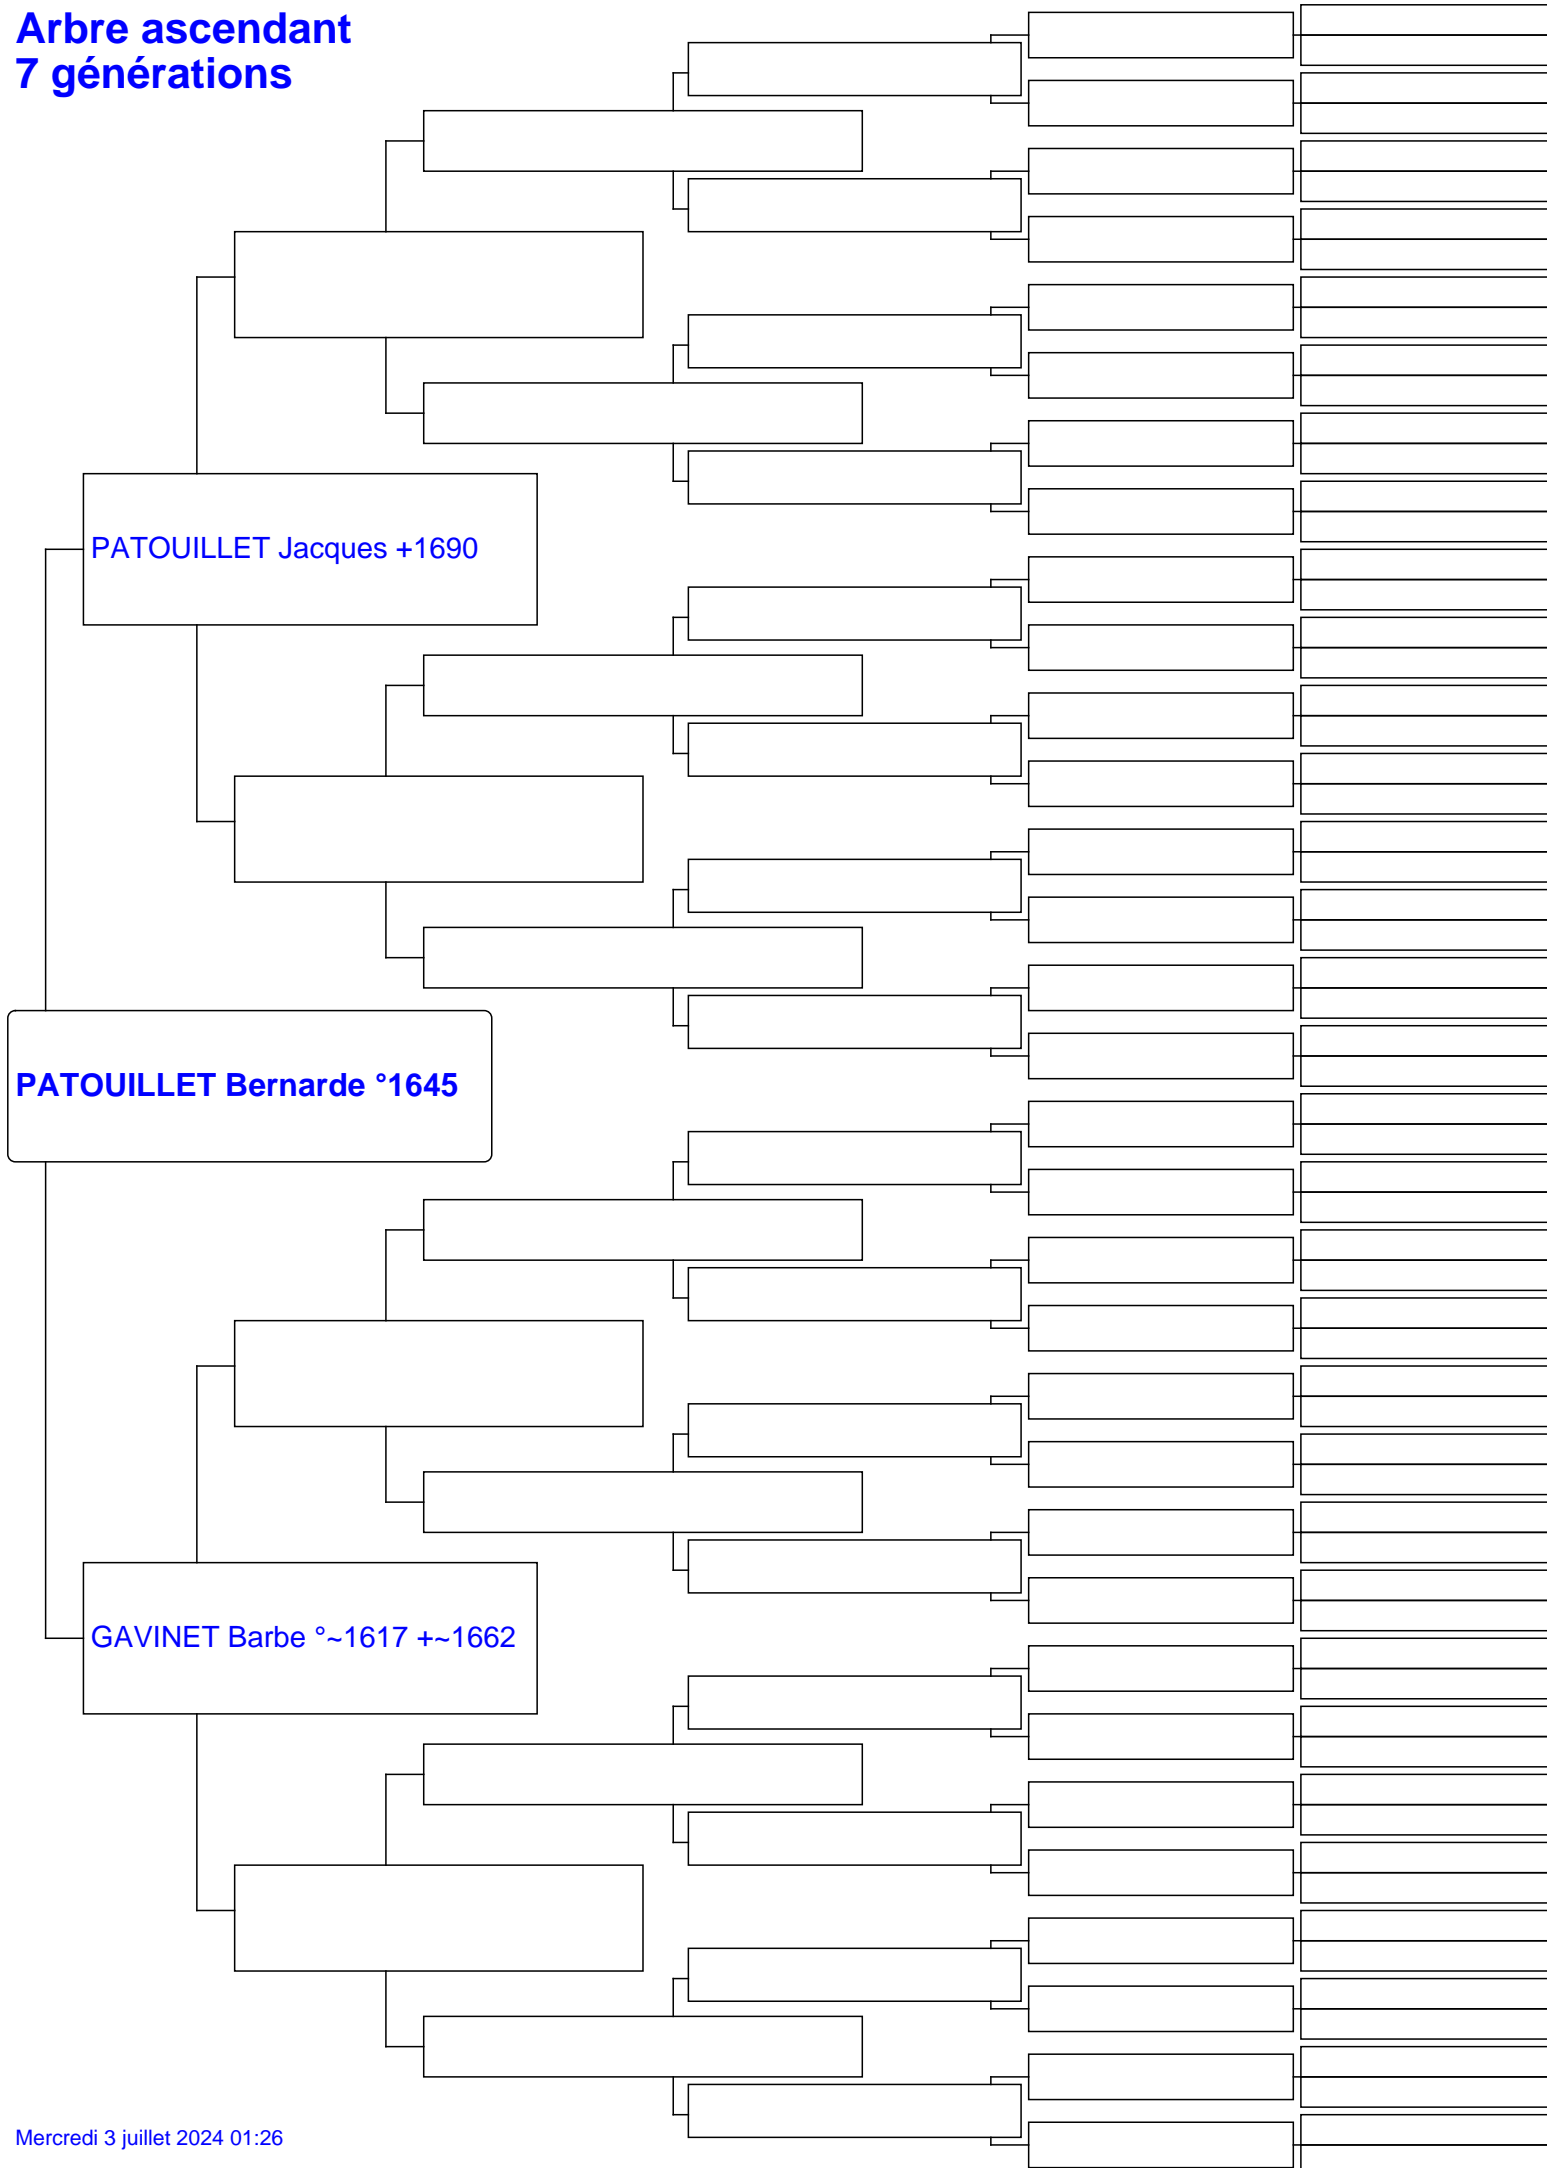 Arbre ascendant
7 générations
PATOUILLET Jacques +1690
PATOUILLET Bernarde °1645
GAVINET Barbe °~1617 +~1662
Mercredi 3 juillet 2024 01:26